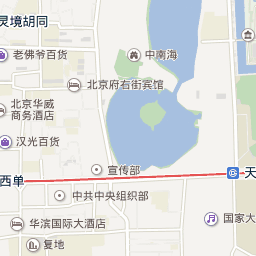 灵境胡同
老佛爷百货
中南海
北京府右街宾馆
北京华威
商务酒店
汉光百货
宣传部
西单
天
中共中央组织部
华滨国际大酒店
国家大
复地